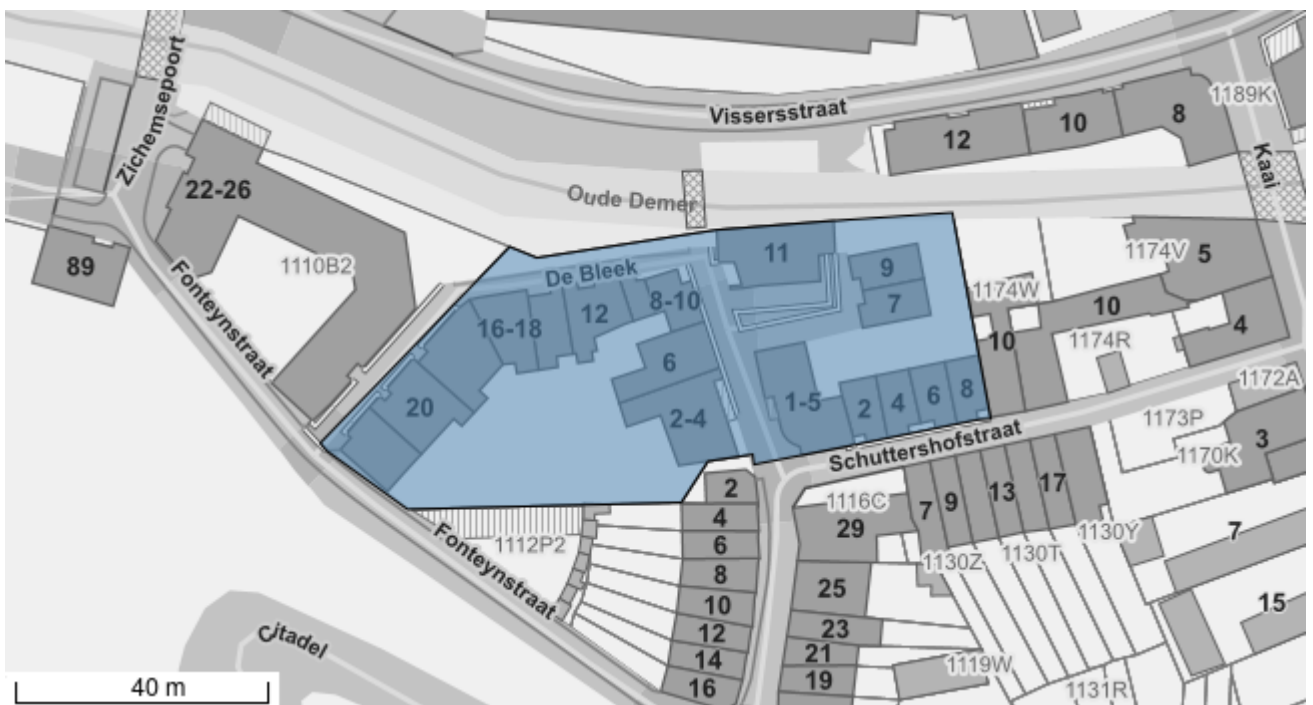 Zichemsepoort
Vissersstraat
1189K
12
10
8
Kaai
22-26
Oude Demer
89
Fonteynstraat
1110B2
De Bleek
11
9
7
1174V
5
1174W
10
10
4
1174R
16-18
12
8-10
6
20
2-4
1-5
2
4
6
8
1172A
1173P
1170K
3
Schuttershofstraat
2
4
6
8
10
12
14
16
1116C
29
7
9
13
17
1130Y
1130Z
1130T
7
1112P2
Fonteynstraat
25
23
21
19
15
1119W
1131R
Citadel
40 m